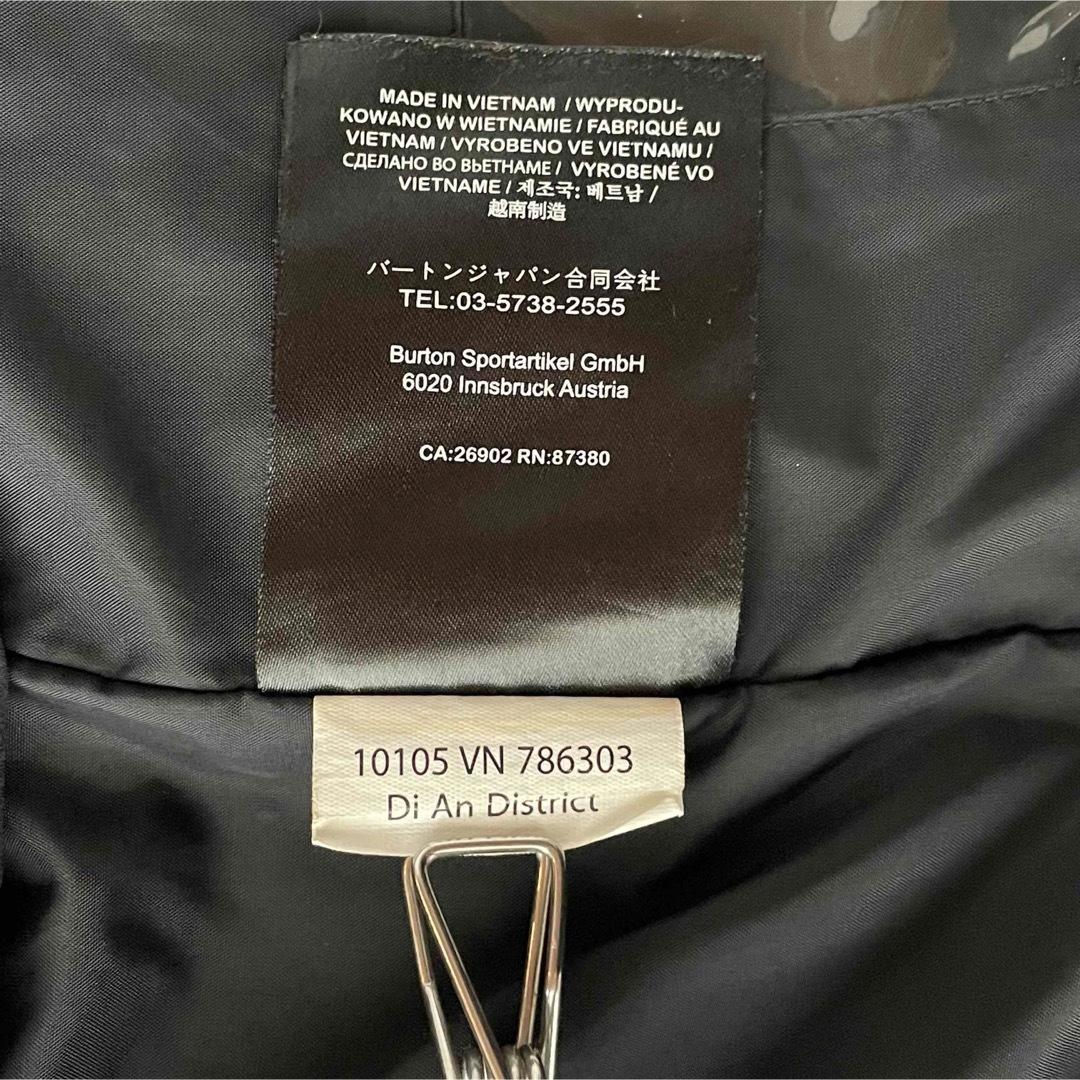 MADE IN VIETNAM / WYPRODU-
KOWANO W WIETNAMIE / FABRIQUÉ AU
VIETNAM / VYROBENO VE VIETNAMU /
СДЕЛАНО ВО ВЬЕТНАМЕ / VYROBENÉ VO
VIETNAME / 제조국: 베트남 /
越南制造
バートンジャパン合同会社
TEL:03-5738-2555
Burton Sportartikel GmbH
6020 Innsbruck Austria
CA:26902 RN:87380
10105 VN 786303
Di An District